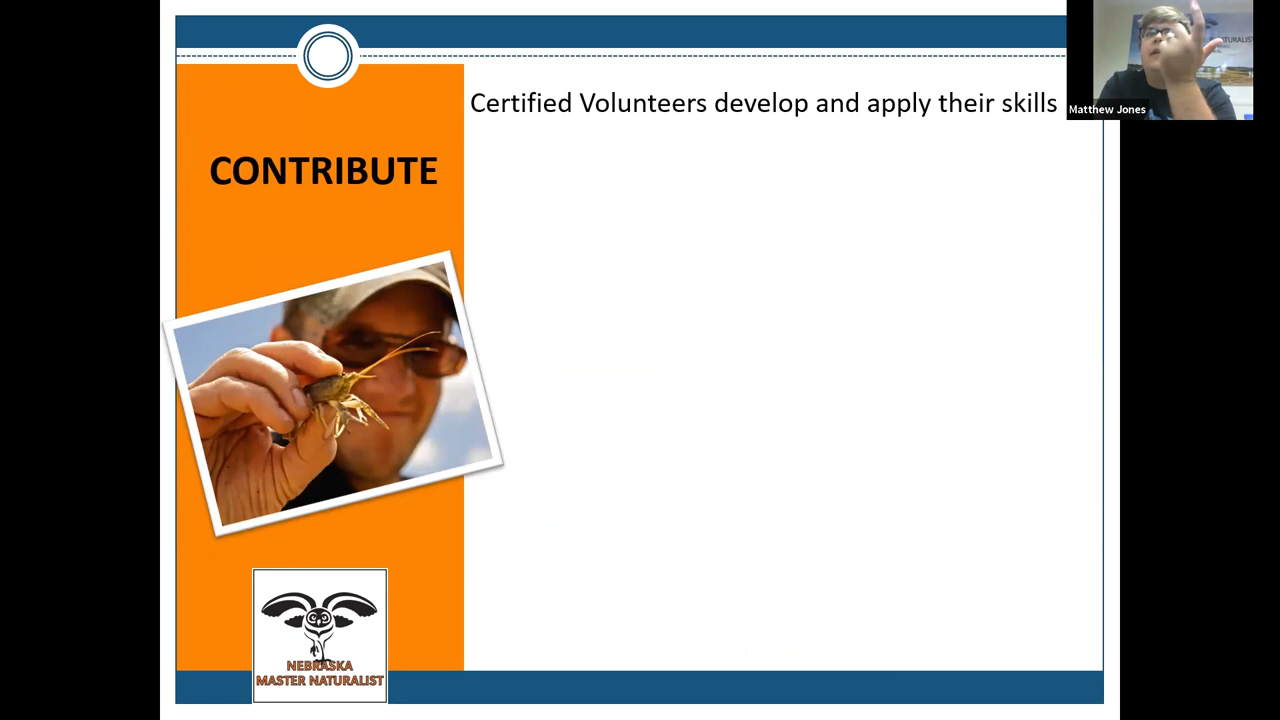 Certified Volunteers develop and apply their skills
CONTRIBUTE
Matthew Jones
NEBRASKA
MASTER NATURALIST